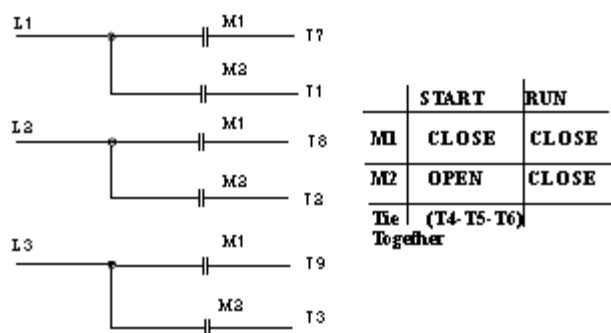 L1
M1
T7
M2
T1
L2
M1
T8
M2
T2
L3
M1
T9
M2
T3
START RUN
M1 CLOSE CLOSE
M2 OPEN CLOSE
Tie (T4-T5-T6)
Together